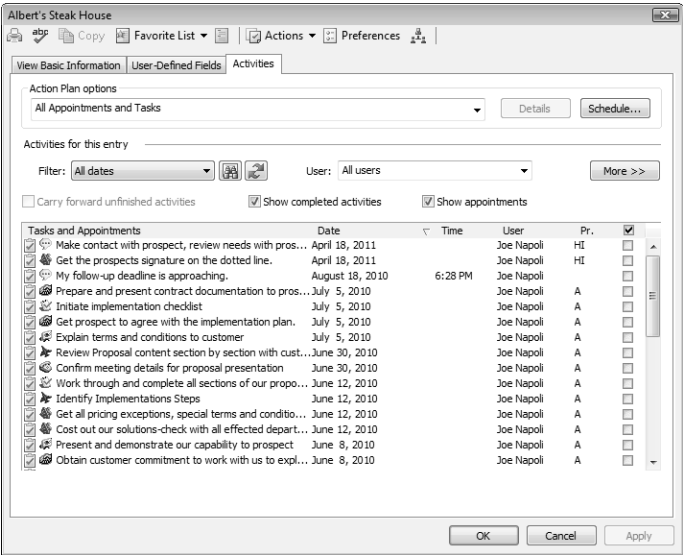 Albert's Steak House
abc Copy Favorite List Actions Preferences
View Basic Information User-Defined Fields Activities
Action Plan options
All Appointments and Tasks Details Schedule...
Activities for this entry
Filter: All dates User: All users More >>
Carry forward unfinished activities Show completed activities Show appointments
Tasks and Appointments Date Time User Pr.
Make contact with prospect, review needs with pros... April 18, 2011 Joe Napoli HI
Get the prospects signature on the dotted line. April 18, 2011 Joe Napoli HI
My follow-up deadline is approaching. August 18, 2010 6:28 PM Joe Napoli
Prepare and present contract documentation to pros... July 5, 2010 Joe Napoli A
Initiate implementation checklist July 5, 2010 Joe Napoli A
Get prospect to agree with the implementation plan. July 5, 2010 Joe Napoli A
Explain terms and conditions to customer July 5, 2010 Joe Napoli A
Review Proposal content section by section with cust... June 30, 2010 Joe Napoli A
Confirm meeting details for proposal presentation June 30, 2010 Joe Napoli A
Work through and complete all sections of our propo... June 12, 2010 Joe Napoli A
Identify Implementations Steps June 12, 2010 Joe Napoli A
Get all pricing exceptions, special terms and conditio... June 12, 2010 Joe Napoli A
Cost out our solutions-check with all effected depart... June 12, 2010 Joe Napoli A
Present and demonstrate our capability to prospect June 8, 2010 Joe Napoli A
Obtain customer commitment to work with us to expl... June 8, 2010 Joe Napoli A
OK Cancel Apply